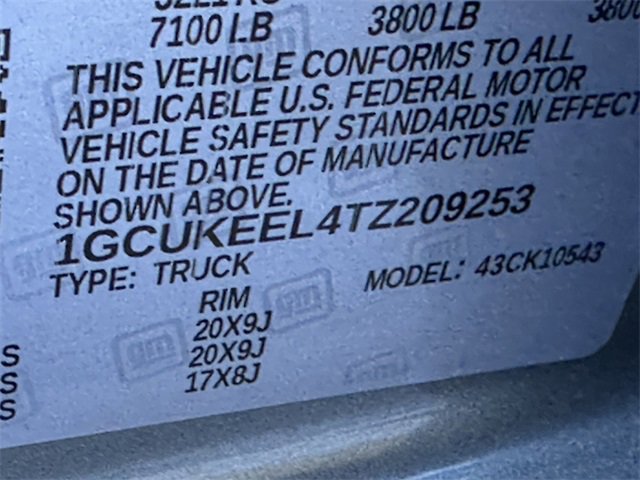 7100 LB 3800 LB
THIS VEHICLE CONFORMS TO ALL
APPLICABLE U.S. FEDERAL MOTOR
VEHICLE SAFETY STANDARDS IN EFFECT
ON THE DATE OF MANUFACTURE
SHOWN ABOVE.
1GCUKEEL4TZ209253
TYPE: TRUCK MODEL: 43CK10543
RIM
20X9J
S 20X9J
S 17X8J
S
gm